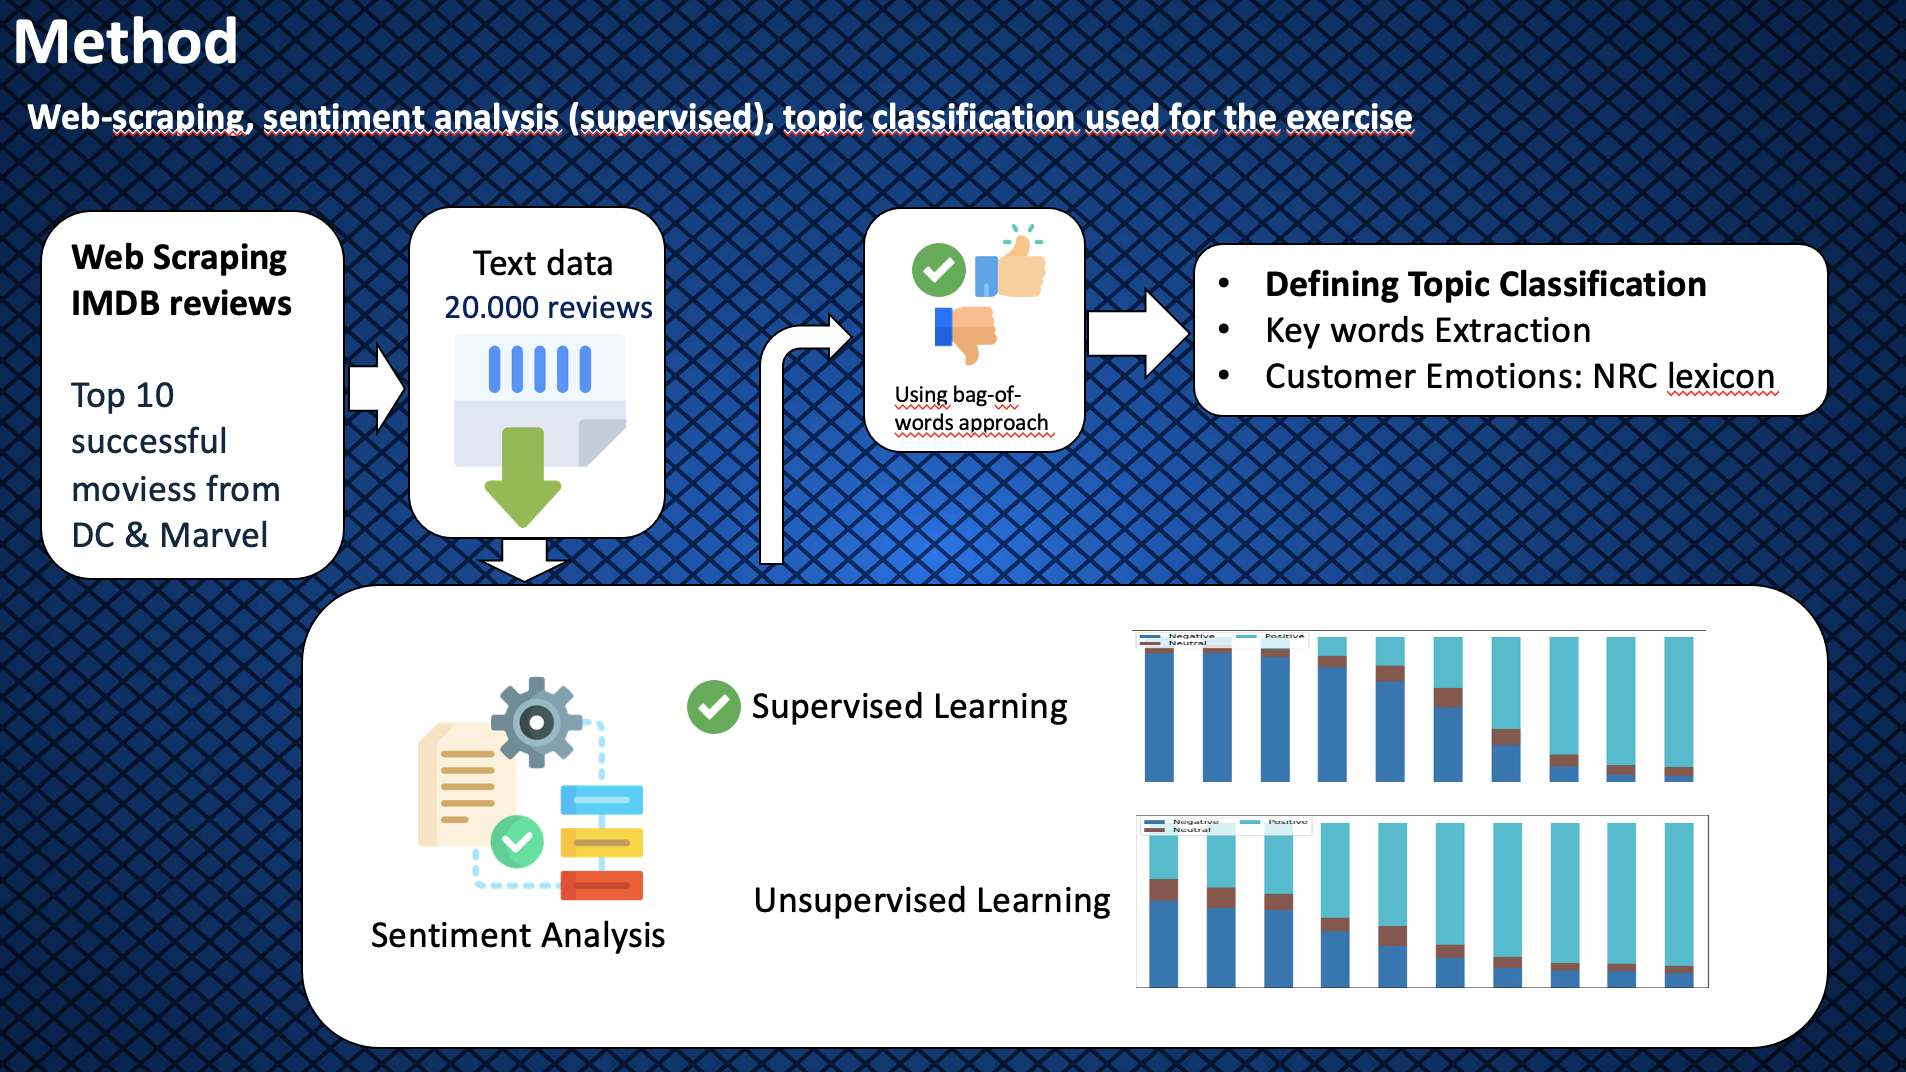 Method
Web-scraping, sentiment analysis (supervised), topic classification used for the exercise
Web Scraping
IMDB reviews
Top 10
successful
moviess from
DC & Marvel
Text data
20.000 reviews
Using bag-of-
words approach
• Defining Topic Classification
• Key words Extraction
• Customer Emotions: NRC lexicon
Sentiment Analysis
Supervised Learning
Negative Positive
Neutral
Unsupervised Learning
Negative Positive
Neutral